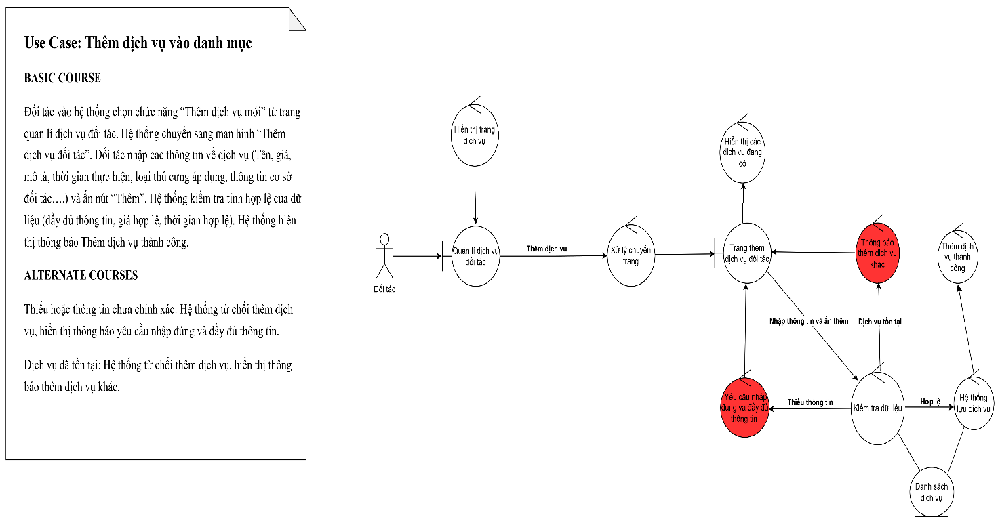 Use Case: Thêm dịch vụ vào danh mục
BASIC COURSE
Đối tác vào hệ thống chọn chức năng “Thêm dịch vụ mới” từ trang
quản lí dịch vụ đối tác. Hệ thống chuyển sang màn hình “Thêm
dịch vụ đối tác”. Đối tác nhập các thông tin về dịch vụ (Tên, giá,
mô tả, thời gian thực hiện, loại thú cưng áp dụng, thông tin cơ sở
đối tác….) và ấn nút “Thêm”. Hệ thống kiểm tra tính hợp lệ của dữ
liệu (đầy đủ thông tin, giá hợp lệ, thời gian hợp lệ). Hệ thống hiển
thị thông báo Thêm dịch vụ thành công.
ALTERNATE COURSES
Thiếu hoặc thông tin chưa chính xác: Hệ thống từ chối thêm dịch
vụ, hiển thị thông báo yêu cầu nhập đúng và đầy đủ thông tin.
Dịch vụ đã tồn tại: Hệ thống từ chối thêm dịch vụ, hiển thị thông
báo thêm dịch vụ khác.
Hiển thị trang
dịch vụ
Đối tác
Quản lí dịch vụ
đối tác
Thêm dịch vụ
Xử lý chuyển
trang
Hiển thị các
dịch vụ đang
có
Trang thêm
dịch vụ đối tác
Thông báo
thêm dịch vụ
khác
Thêm dịch
vụ thành
công
Nhập thông tin và ấn thêm
Dịch vụ tồn tại
Yêu cầu nhập
đúng và đầy đủ
thông tin
Thiếu thông tin
Kiểm tra dữ liệu
Hợp lệ
Hệ thống
lưu dịch vụ
Danh sách
dịch vụ